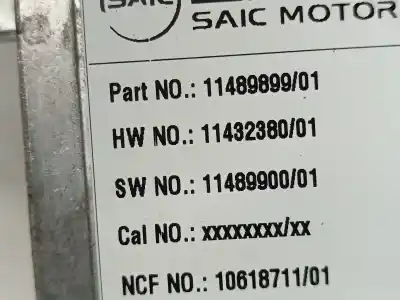 SAIC
SAIC MOTOR
Part NO.: 11489899/01
HW NO.: 11432380/01
SW NO.: 11489900/01
Cal NO.: xxxxxxxx/xx
NCF NO.: 10618711/01